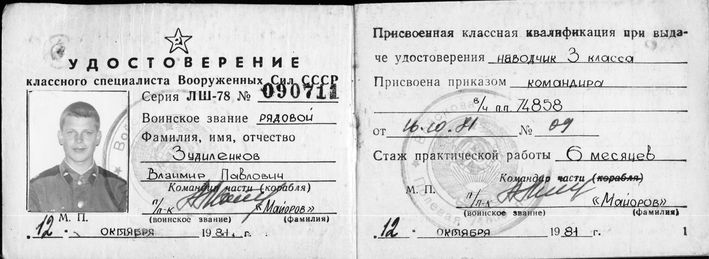 УДОСТОВЕРЕНИЕ
классного специалиста Вооруженных Сил СССР
Серия ЛШ-78 № 090711
Воинское звание рядовой
Фамилия, имя, отчество
Зудиленков
Владимир Павлович
Командир части (корабля)
п/п-к «Майоров»
М. П. (воинское звание) (фамилия)
12 октября 1981 г.
Присвоенная классная квалификация при выда-
че удостоверения наводчик 3 класса
Присвоена приказом командира
в/ч п.п. 74858
от 10.81 № 09
Стаж практической работы 6 месяцев
Командир части (корабля)
п/п-к «Майоров»
М. П. (воинское звание) (фамилия)
12 октября 1981 г. 1